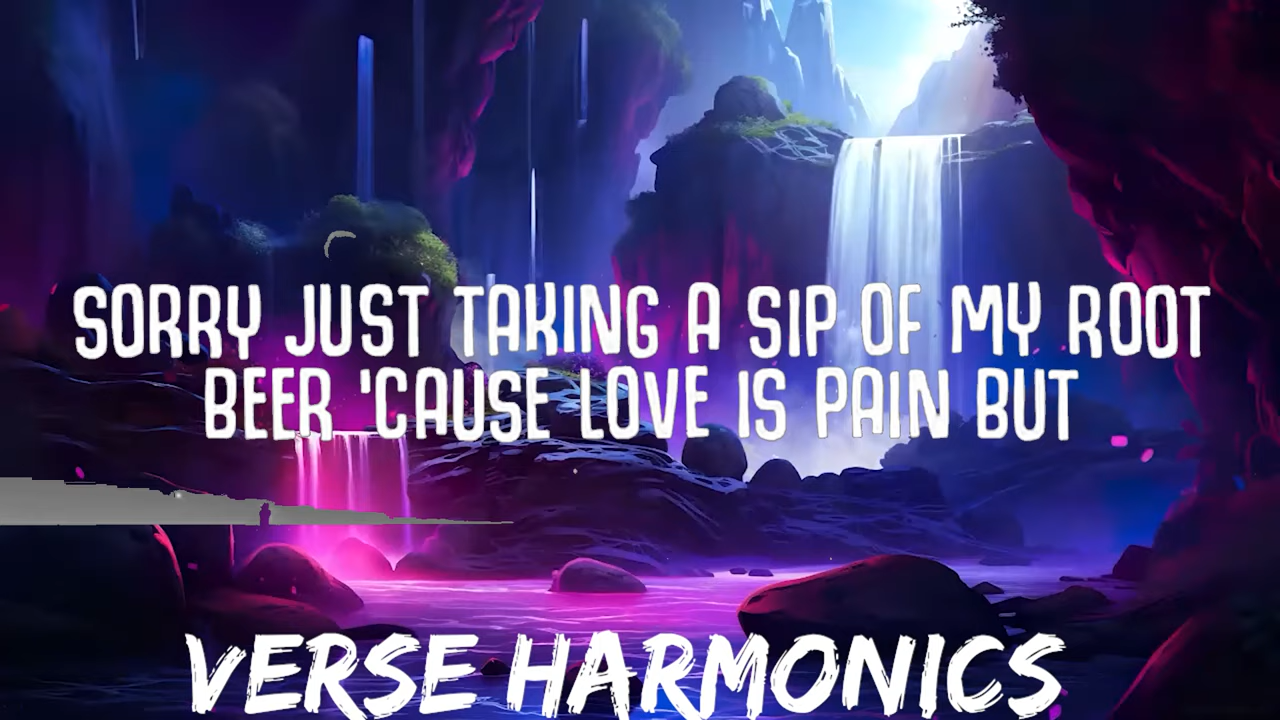 SORRY JUST TAKING A SIP OF MY ROOT
BEER 'CAUSE LOVE IS PAIN BUT
VERSE HARMONICS